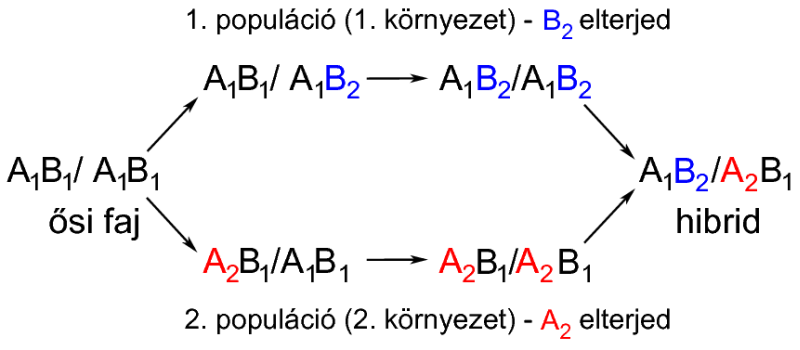 1. populáció (1. környezet) - B₂ elterjed
A₁B₁/ A₁B₂ A₁B₂/A₁B₂
A₁B₁/ A₁B₁ A₁B₂/A₂B₁
ősi faj hibrid
A₂B₁/A₁B₁ A₂B₁/A₂B₁
2. populáció (2. környezet) - A₂ elterjed